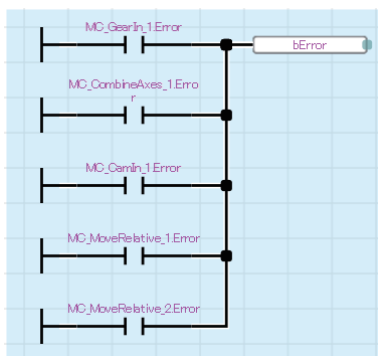 MC_GearIn_1.Error
bError
MC_CombineAxes_1.Erro
r
MC_CamIn_1.Error
MC_MoveRelative_1.Error
MC_MoveRelative_2.Error